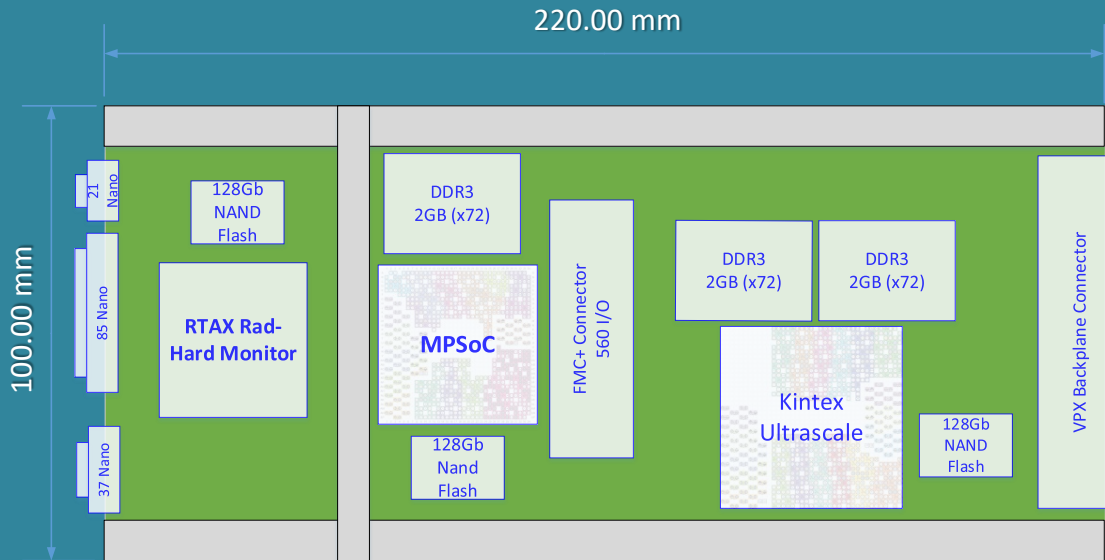 220.00 mm
100.00 mm
21
Nano
85 Nano
37 Nano
128Gb
NAND
Flash
RTAX Rad-
Hard Monitor
DDR3
2GB (x72)
MPSoC
128Gb
Nand
Flash
FMC+ Connector
560 I/O
DDR3
2GB (x72)
DDR3
2GB (x72)
Kintex
Ultrascale
128Gb
NAND
Flash
VPX Backplane Connector